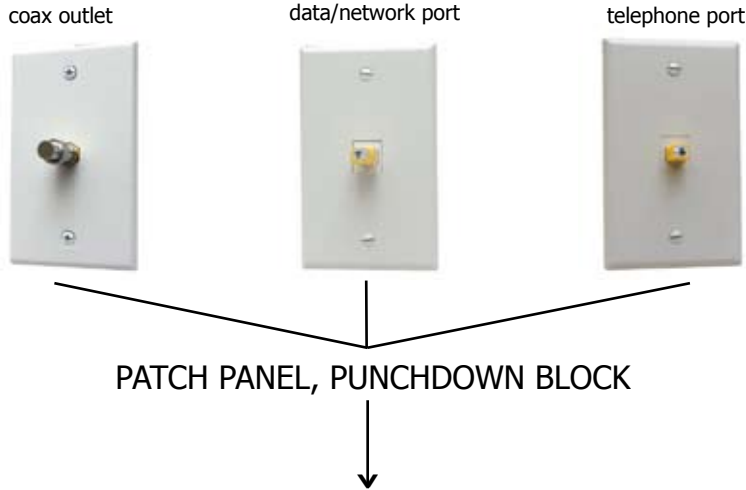 coax outlet
data/network port
telephone port
PATCH PANEL, PUNCHDOWN BLOCK